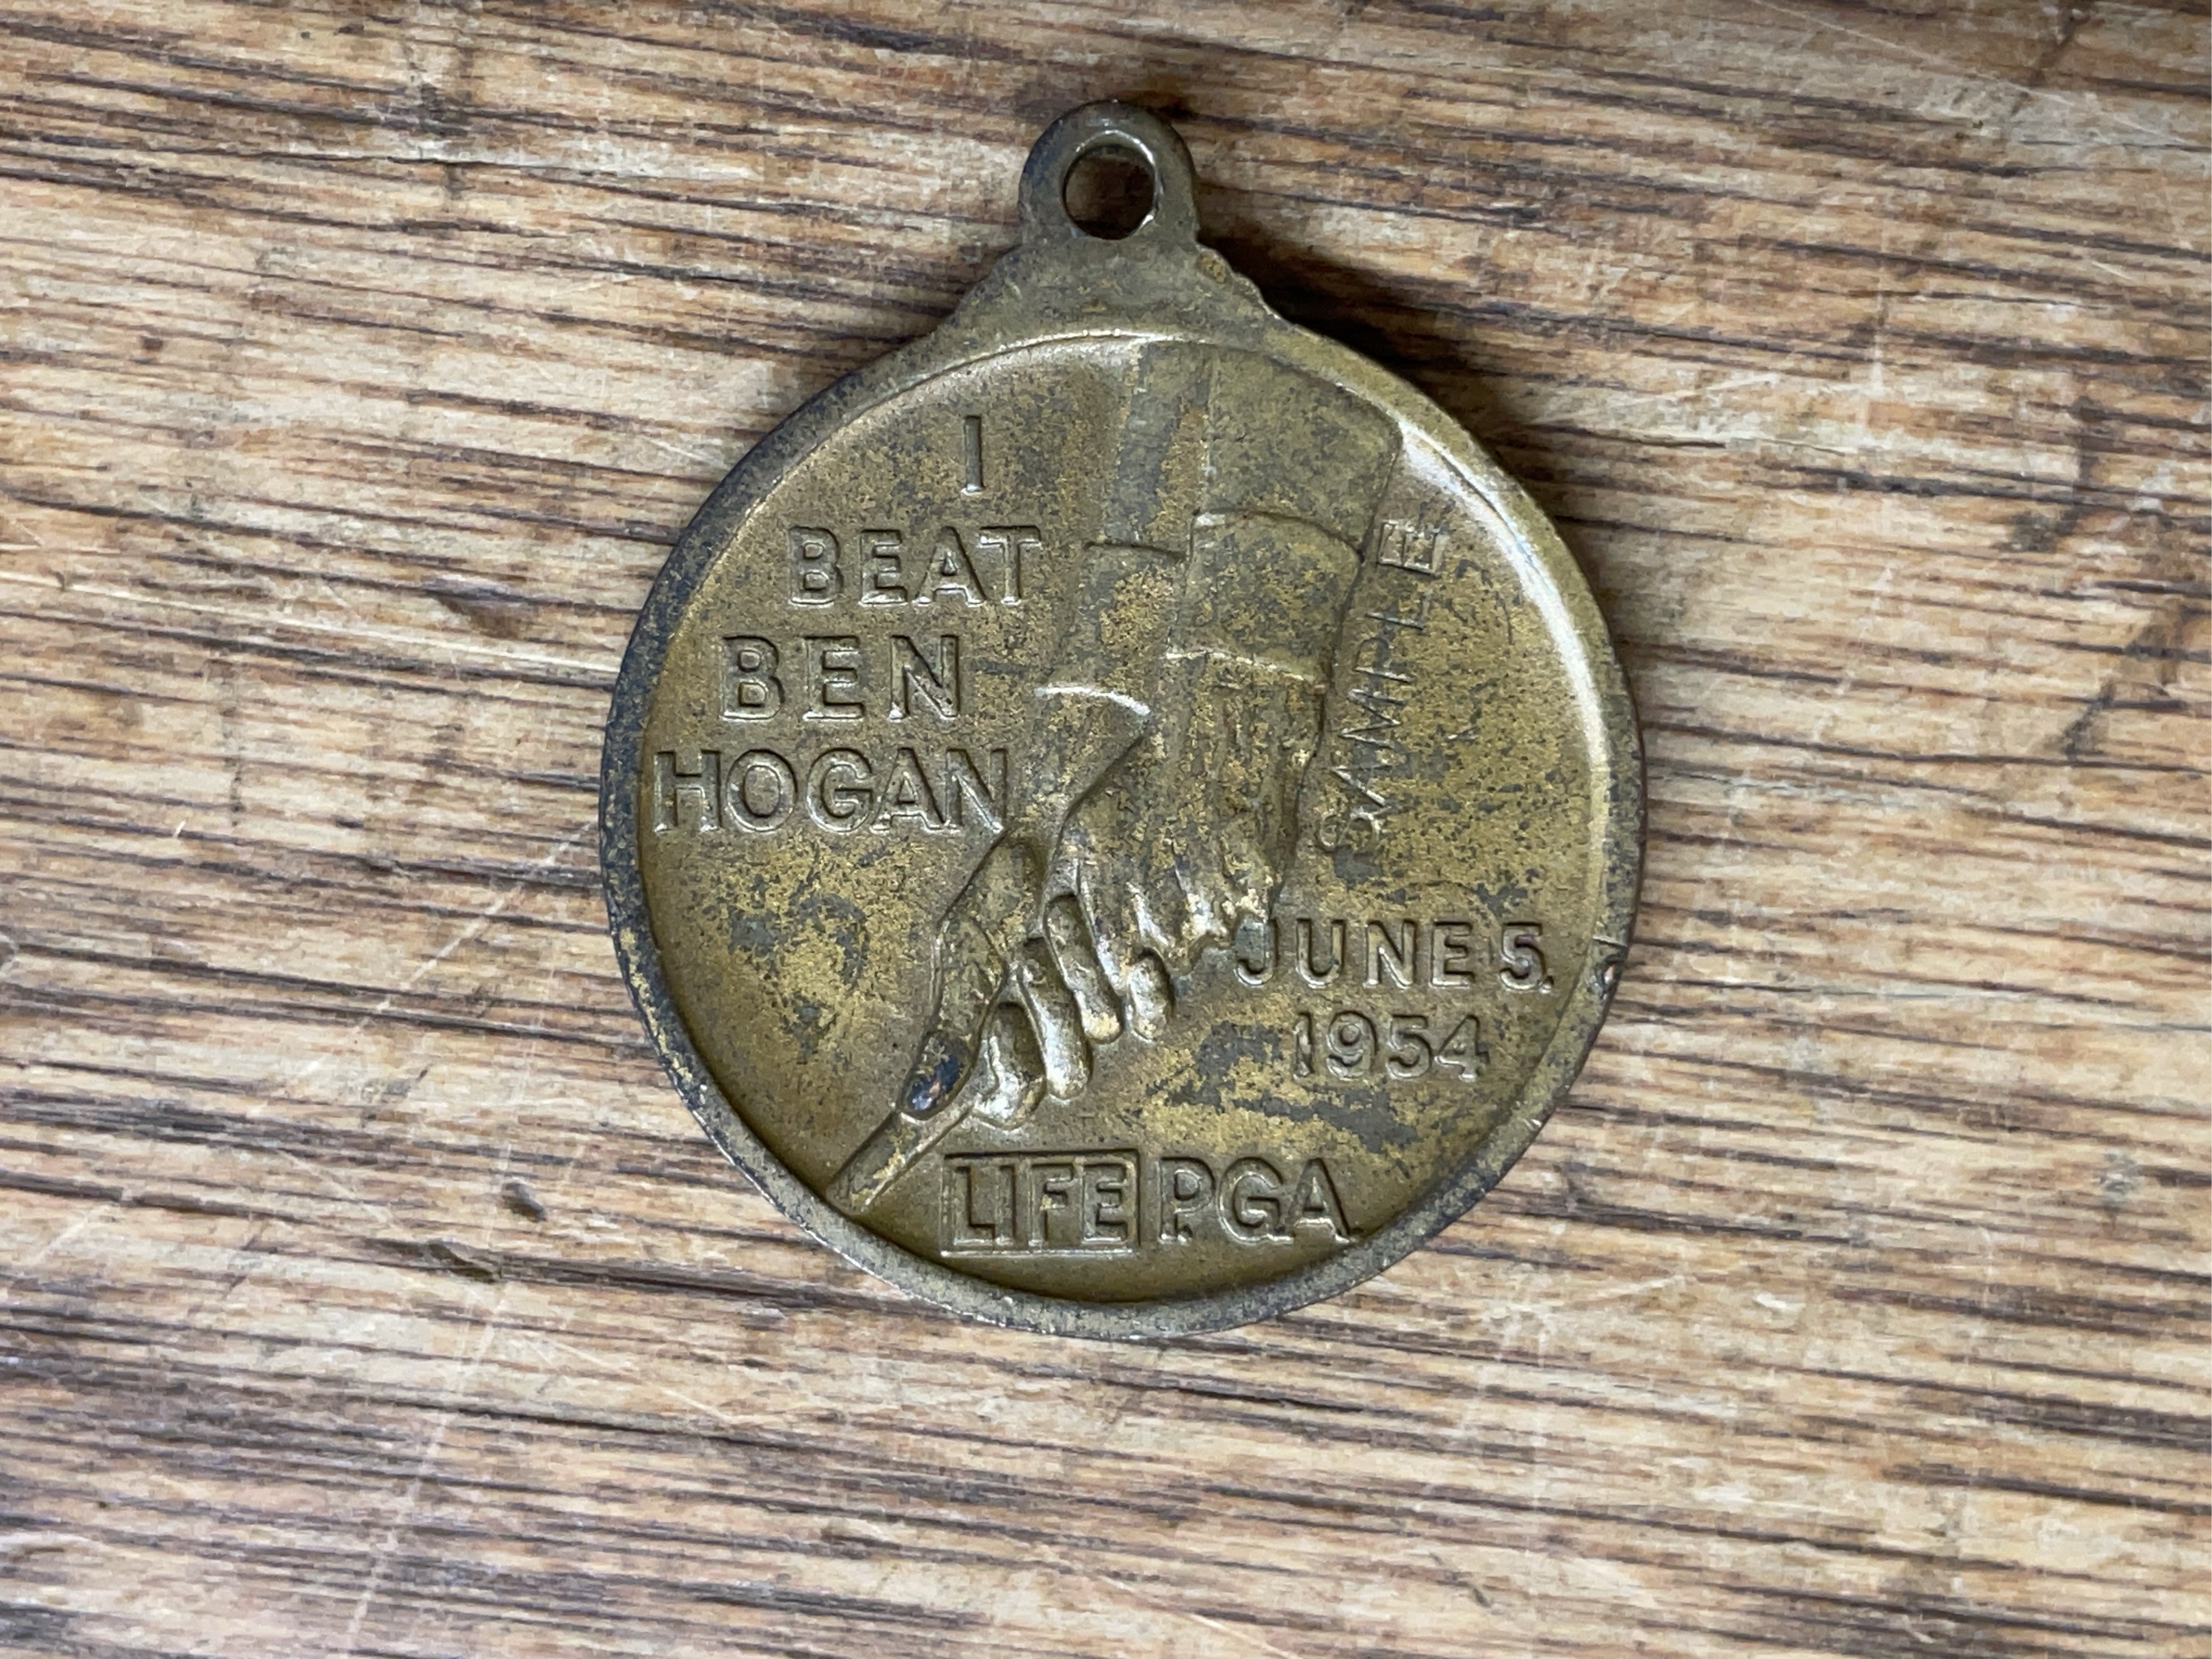 I
BEAT
BEN
HOGAN
SAMPLE
JUNE 5,
1954
LIFE P.G.A.